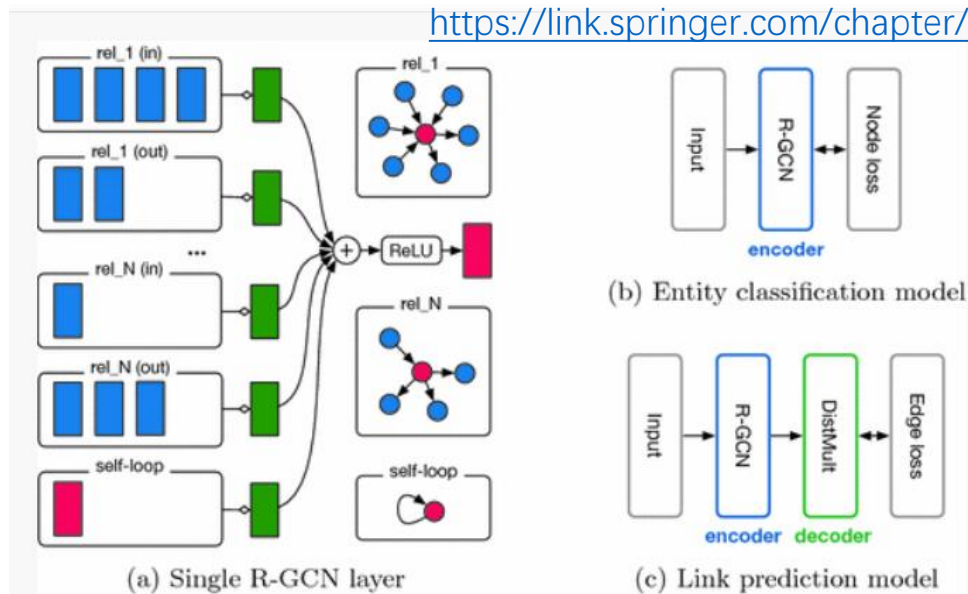 https://link.springer.com/chapter/
rel_1 (in)
rel_1 (out)
...
rel_N (in)
rel_N (out)
self-loop
+
ReLU
rel_1
rel_N
self-loop
(a) Single R-GCN layer
Input
R-GCN
Node loss
encoder
(b) Entity classification model
Input
R-GCN
DistMult
Edge loss
encoder
decoder
(c) Link prediction model